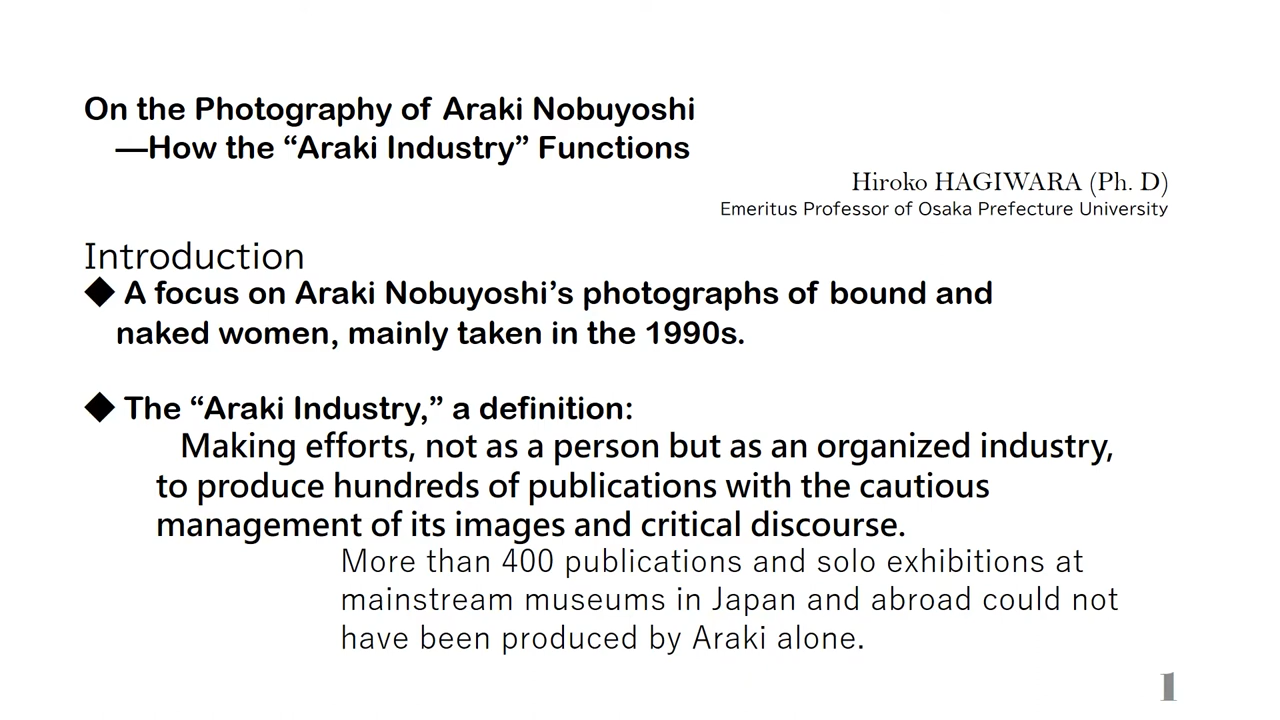 On the Photography of Araki Nobuyoshi
—How the “Araki Industry” Functions
Hiroko HAGIWARA (Ph. D)
Emeritus Professor of Osaka Prefecture University
Introduction
◆ A focus on Araki Nobuyoshi’s photographs of bound and
naked women, mainly taken in the 1990s.
◆ The “Araki Industry,” a definition:
Making efforts, not as a person but as an organized industry,
to produce hundreds of publications with the cautious
management of its images and critical discourse.
More than 400 publications and solo exhibitions at
mainstream museums in Japan and abroad could not
have been produced by Araki alone.
1